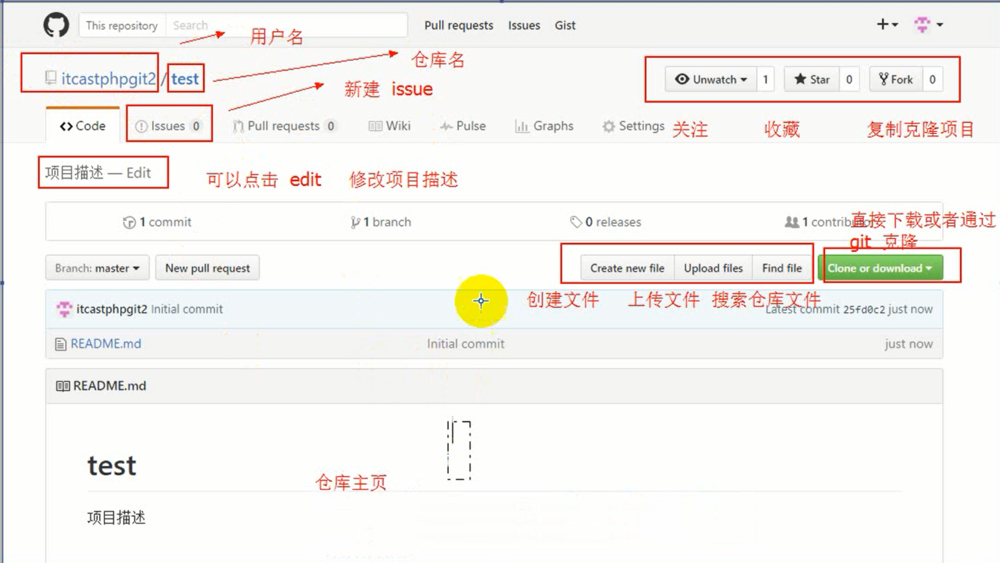 This repository Search Pull requests Issues Gist
用户名
仓库名
itcastphpgit2 / test
Unwatch 1 Star 0 Fork 0
新建 issue
Code Issues 0 Pull requests 0 Wiki Pulse Graphs Settings
关注 收藏 复制克隆项目
项目描述 — Edit
可以点击 edit 修改项目描述
1 commit 1 branch 0 releases 1 contributor
直接下载或者通过
git 克隆
Branch: master New pull request Create new file Upload files Find file Clone or download
创建文件 上传文件 搜索仓库文件
itcastphpgit2 Initial commit Latest commit 25fd0c2 just now
README.md Initial commit just now
README.md
test
仓库主页
项目描述